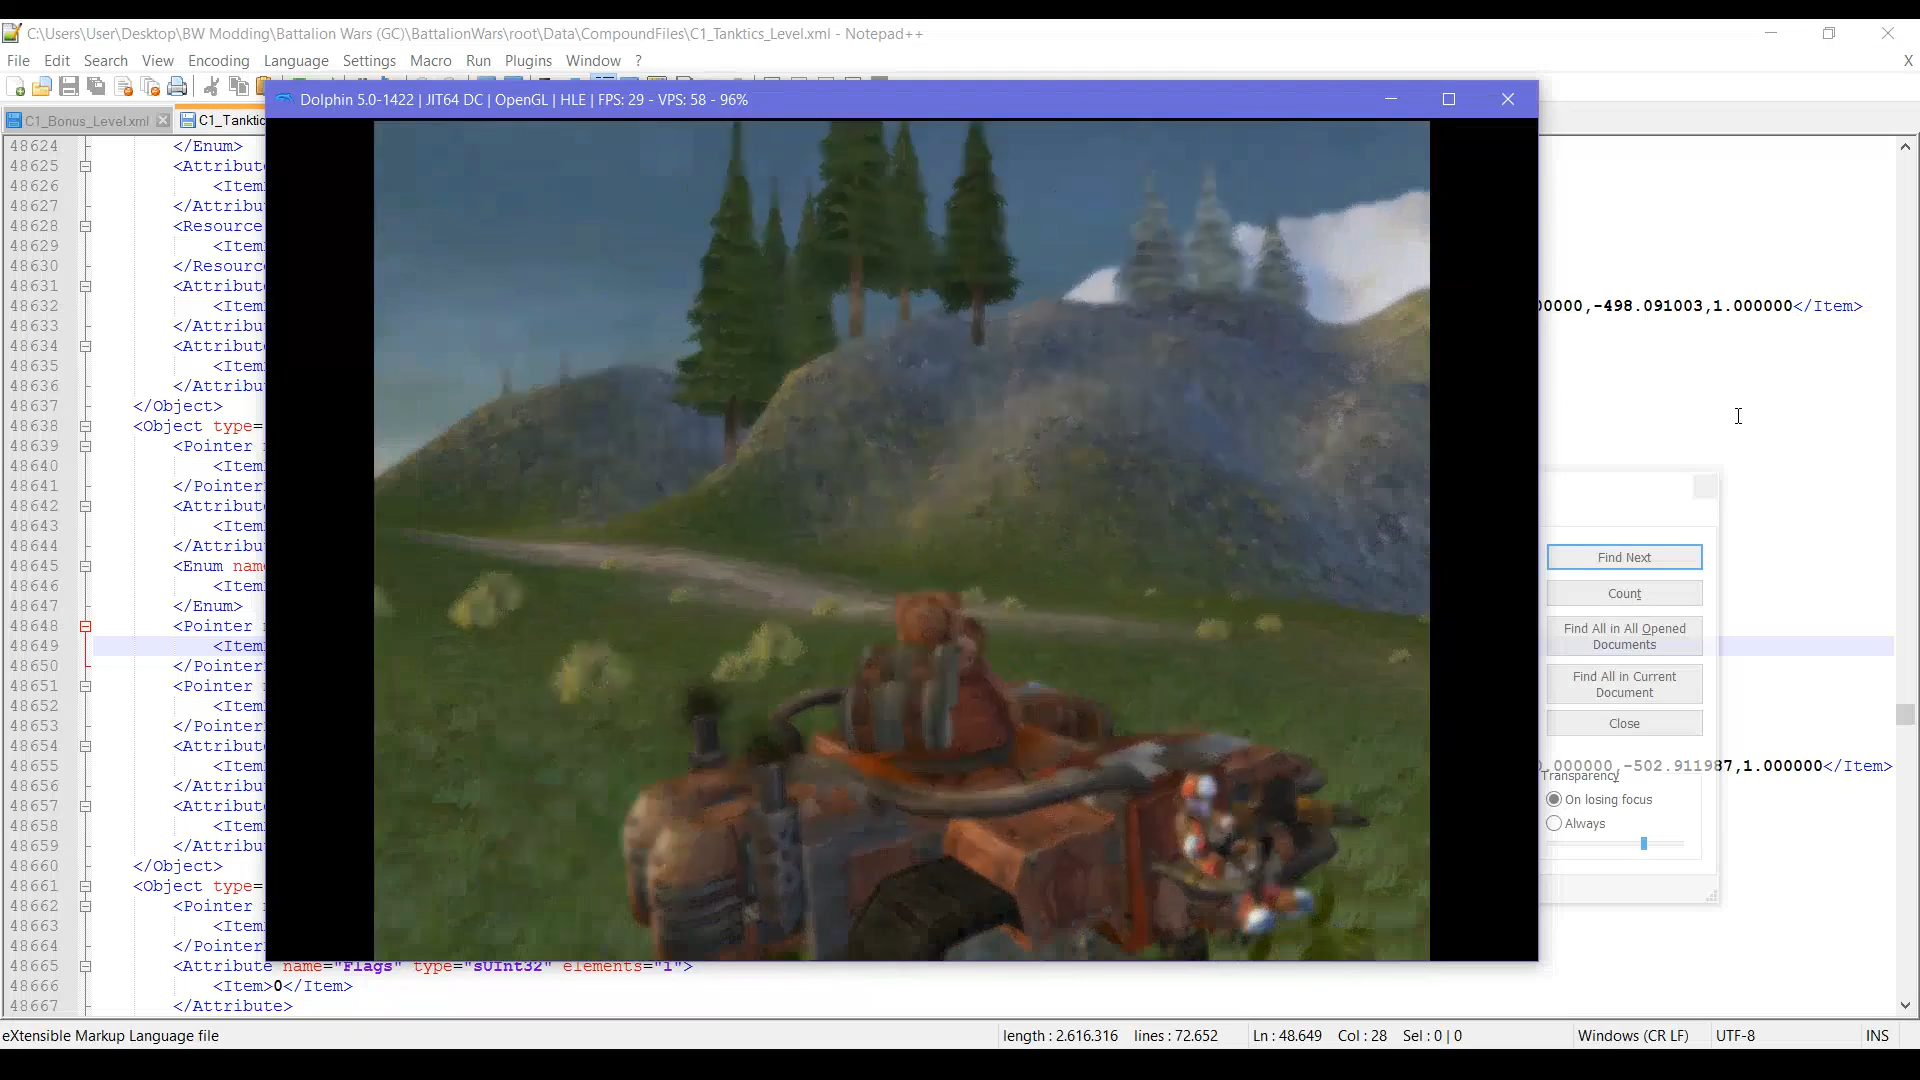 C:\Users\User\Desktop\BW Modding\Battalion Wars (GC)\BattalionWars\root\Data\CompoundFiles\C1_Tanktics_Level.xml - Notepad++
File Edit Search View Encoding Language Settings Macro Run Plugins Window ? X
Dolphin 5.0-1422 | JIT64 DC | OpenGL | HLE | FPS: 29 - VPS: 58 - 96%
C1_Bonus_Level.xml C1_Tanktic
48624 </Enum>
48625 <Attribut
48626 <Item
48627 </Attribu
48628 <Resource
48629 <Item
48630 </Resourc
48631 <Attribut
48632 <Item 00000,-498.091003,1.000000</Item>
48633 </Attribu
48634 <Attribut
48635 <Item
48636 </Attribu
48637 </Object>
48638 <Object type=
48639 <Pointer
48640 <Item
48641 </Pointer
48642 <Attribut
48643 <Item
48644 </Attribu
48645 <Enum nam
48646 <Item
48647 </Enum>
48648 <Pointer
48649 <Item
48650 </Pointer
48651 <Pointer
48652 <Item
48653 </Pointer
48654 <Attribut
48655 <Item 0.000000,-502.911987,1.000000</Item>
48656 </Attribu
48657 <Attribut
48658 <Item
48659 </Attribu
48660 </Object>
48661 <Object type=
48662 <Pointer
48663 <Item
48664 </Pointer
48665 <Attribute name="Flags" type="sUInt32" elements="1">
48666 <Item>0</Item>
48667 </Attribute>
Find Next
Count
Find All in All Opened
Documents
Find All in Current
Document
Close
Transparency
On losing focus
Always
eXtensible Markup Language file length : 2.616.316 lines : 72.652 Ln : 48.649 Col : 28 Sel : 0 | 0 Windows (CR LF) UTF-8 INS